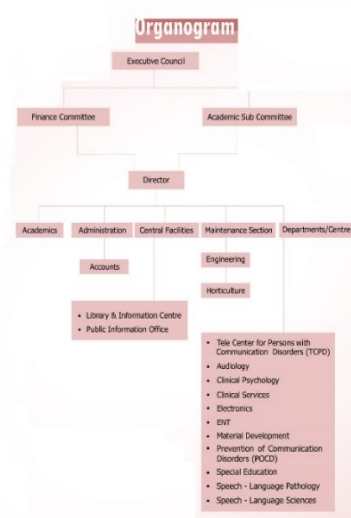 Organogram
Executive Council
Finance Committee
Academic Sub Committee
Director
Academics
Administration
Central Facilities
Maintenance Section
Departments/Centre
Accounts
Engineering
Horticulture
• Library & Information Centre
• Public Information Office
• Tele Center for Persons with
Communication Disorders (TCPD)
• Audiology
• Clinical Psychology
• Clinical Services
• Electronics
• ENT
• Material Development
• Prevention of Communication
Disorders (POCD)
• Special Education
• Speech - Language Pathology
• Speech - Language Sciences